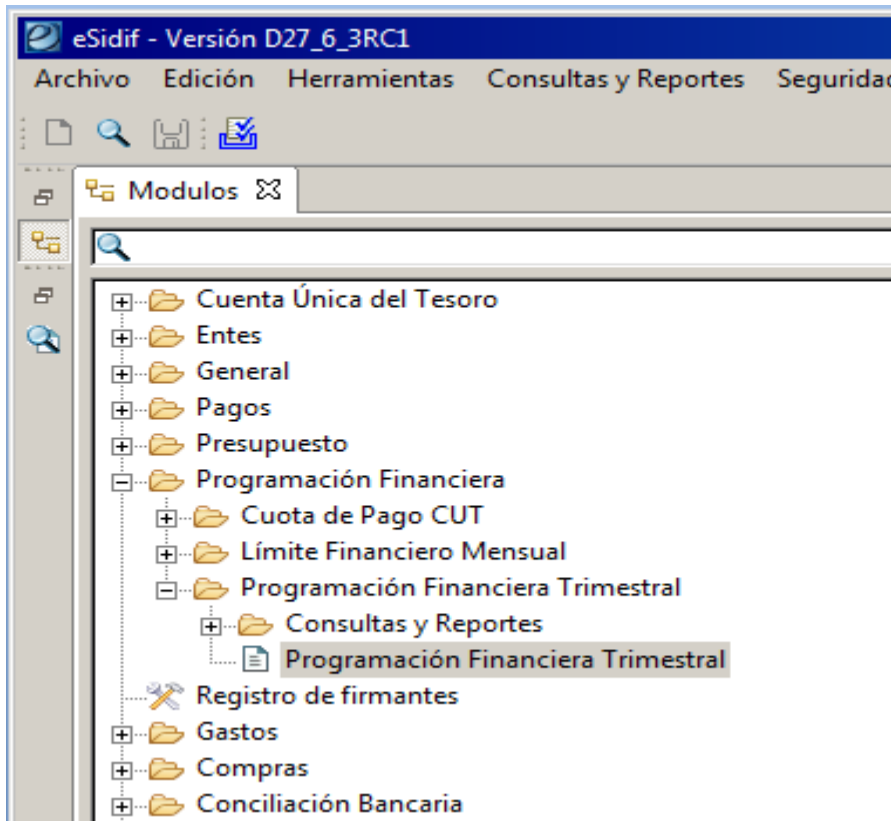 eSidif - Versión D27_6_3RC1
Archivo Edición Herramientas Consultas y Reportes Seguridad
Modulos
Cuenta Única del Tesoro
Entes
General
Pagos
Presupuesto
Programación Financiera
Cuota de Pago CUT
Límite Financiero Mensual
Programación Financiera Trimestral
Consultas y Reportes
Programación Financiera Trimestral
Registro de firmantes
Gastos
Compras
Conciliación Bancaria